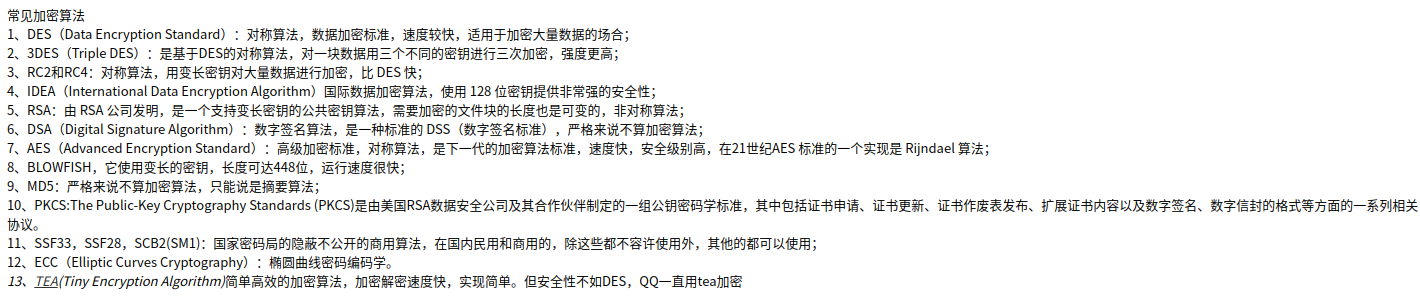 常见加密算法
1、DES（Data Encryption Standard）：对称算法，数据加密标准，速度较快，适用于加密大量数据的场合；
2、3DES（Triple DES）：是基于DES的对称算法，对一块数据用三个不同的密钥进行三次加密，强度更高；
3、RC2和RC4：对称算法，用变长密钥对大量数据进行加密，比 DES 快；
4、IDEA（International Data Encryption Algorithm）国际数据加密算法，使用 128 位密钥提供非常强的安全性；
5、RSA：由 RSA 公司发明，是一个支持变长密钥的公共密钥算法，需要加密的文件块的长度也是可变的，非对称算法；
6、DSA（Digital Signature Algorithm）：数字签名算法，是一种标准的 DSS（数字签名标准），严格来说不算加密算法；
7、AES（Advanced Encryption Standard）：高级加密标准，对称算法，是下一代的加密算法标准，速度快，安全级别高，在21世纪AES 标准的一个实现是 Rijndael 算法；
8、BLOWFISH，它使用变长的密钥，长度可达448位，运行速度很快；
9、MD5：严格来说不算加密算法，只能说是摘要算法；
10、PKCS:The Public-Key Cryptography Standards (PKCS)是由美国RSA数据安全公司及其合作伙伴制定的一组公钥密码学标准，其中包括证书申请、证书更新、证书作废表发布、扩展证书内容以及数字签名、数字信封的格式等方面的一系列相关
协议。
11、SSF33，SSF28，SCB2(SM1)：国家密码局的隐蔽不公开的商用算法，在国内民用和商用的，除这些都不容许使用外，其他的都可以使用；
12、ECC（Elliptic Curves Cryptography）：椭圆曲线密码编码学。
13、TEA(Tiny Encryption Algorithm)简单高效的加密算法，加密解密速度快，实现简单。但安全性不如DES，QQ一直用tea加密